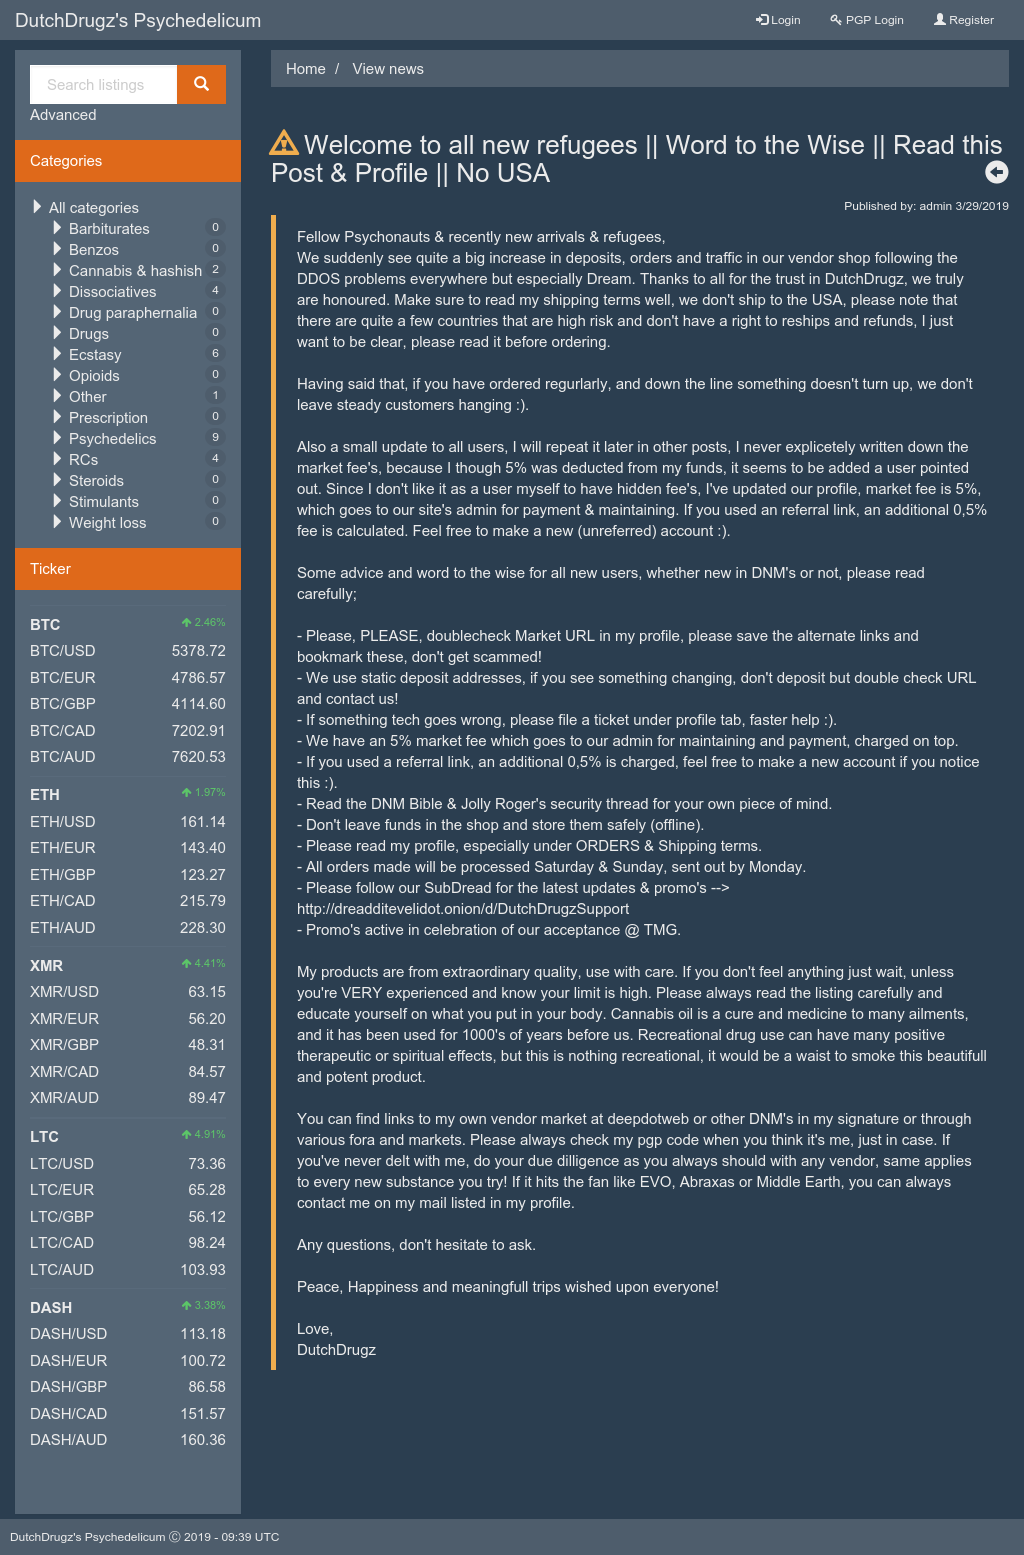 DutchDrugz's Psychedelicum
Login
PGP Login
Register
Search listings
Advanced
Categories
All categories
Barbiturates 0
Benzos 0
Cannabis & hashish 2
Dissociatives 4
Drug paraphernalia 0
Drugs 0
Ecstasy 6
Opioids 0
Other 1
Prescription 0
Psychedelics 9
RCs 4
Steroids 0
Stimulants 0
Weight loss 0
Ticker
BTC 2.46%
BTC/USD 5378.72
BTC/EUR 4786.57
BTC/GBP 4114.60
BTC/CAD 7202.91
BTC/AUD 7620.53
ETH 1.97%
ETH/USD 161.14
ETH/EUR 143.40
ETH/GBP 123.27
ETH/CAD 215.79
ETH/AUD 228.30
XMR 4.41%
XMR/USD 63.15
XMR/EUR 56.20
XMR/GBP 48.31
XMR/CAD 84.57
XMR/AUD 89.47
LTC 4.91%
LTC/USD 73.36
LTC/EUR 65.28
LTC/GBP 56.12
LTC/CAD 98.24
LTC/AUD 103.93
DASH 3.38%
DASH/USD 113.18
DASH/EUR 100.72
DASH/GBP 86.58
DASH/CAD 151.57
DASH/AUD 160.36
Home / View news
Welcome to all new refugees || Word to the Wise || Read this
Post & Profile || No USA
Published by: admin 3/29/2019
Fellow Psychonauts & recently new arrivals & refugees,
We suddenly see quite a big increase in deposits, orders and traffic in our vendor shop following the
DDOS problems everywhere but especially Dream. Thanks to all for the trust in DutchDrugz, we truly
are honoured. Make sure to read my shipping terms well, we don't ship to the USA, please note that
there are quite a few countries that are high risk and don't have a right to reships and refunds, I just
want to be clear, please read it before ordering.
Having said that, if you have ordered regurlarly, and down the line something doesn't turn up, we don't
leave steady customers hanging :).
Also a small update to all users, I will repeat it later in other posts, I never explicetely written down the
market fee's, because I though 5% was deducted from my funds, it seems to be added a user pointed
out. Since I don't like it as a user myself to have hidden fee's, I've updated our profile, market fee is 5%,
which goes to our site's admin for payment & maintaining. If you used an referral link, an additional 0,5%
fee is calculated. Feel free to make a new (unreferred) account :).
Some advice and word to the wise for all new users, whether new in DNM's or not, please read
carefully;
- Please, PLEASE, doublecheck Market URL in my profile, please save the alternate links and
bookmark these, don't get scammed!
- We use static deposit addresses, if you see something changing, don't deposit but double check URL
and contact us!
- If something tech goes wrong, please file a ticket under profile tab, faster help :).
- We have an 5% market fee which goes to our admin for maintaining and payment, charged on top.
- If you used a referral link, an additional 0,5% is charged, feel free to make a new account if you notice
this :).
- Read the DNM Bible & Jolly Roger's security thread for your own piece of mind.
- Don't leave funds in the shop and store them safely (offline).
- Please read my profile, especially under ORDERS & Shipping terms.
- All orders made will be processed Saturday & Sunday, sent out by Monday.
- Please follow our SubDread for the latest updates & promo's -->
http://dreadditevelidot.onion/d/DutchDrugzSupport
- Promo's active in celebration of our acceptance @ TMG.
My products are from extraordinary quality, use with care. If you don't feel anything just wait, unless
you're VERY experienced and know your limit is high. Please always read the listing carefully and
educate yourself on what you put in your body. Cannabis oil is a cure and medicine to many ailments,
and it has been used for 1000's of years before us. Recreational drug use can have many positive
therapeutic or spiritual effects, but this is nothing recreational, it would be a waist to smoke this beautifull
and potent product.
You can find links to my own vendor market at deepdotweb or other DNM's in my signature or through
various fora and markets. Please always check my pgp code when you think it's me, just in case. If
you've never delt with me, do your due dilligence as you always should with any vendor, same applies
to every new substance you try! If it hits the fan like EVO, Abraxas or Middle Earth, you can always
contact me on my mail listed in my profile.
Any questions, don't hesitate to ask.
Peace, Happiness and meaningfull trips wished upon everyone!
Love,
DutchDrugz
DutchDrugz's Psychedelicum Ⓒ 2019 - 09:39 UTC